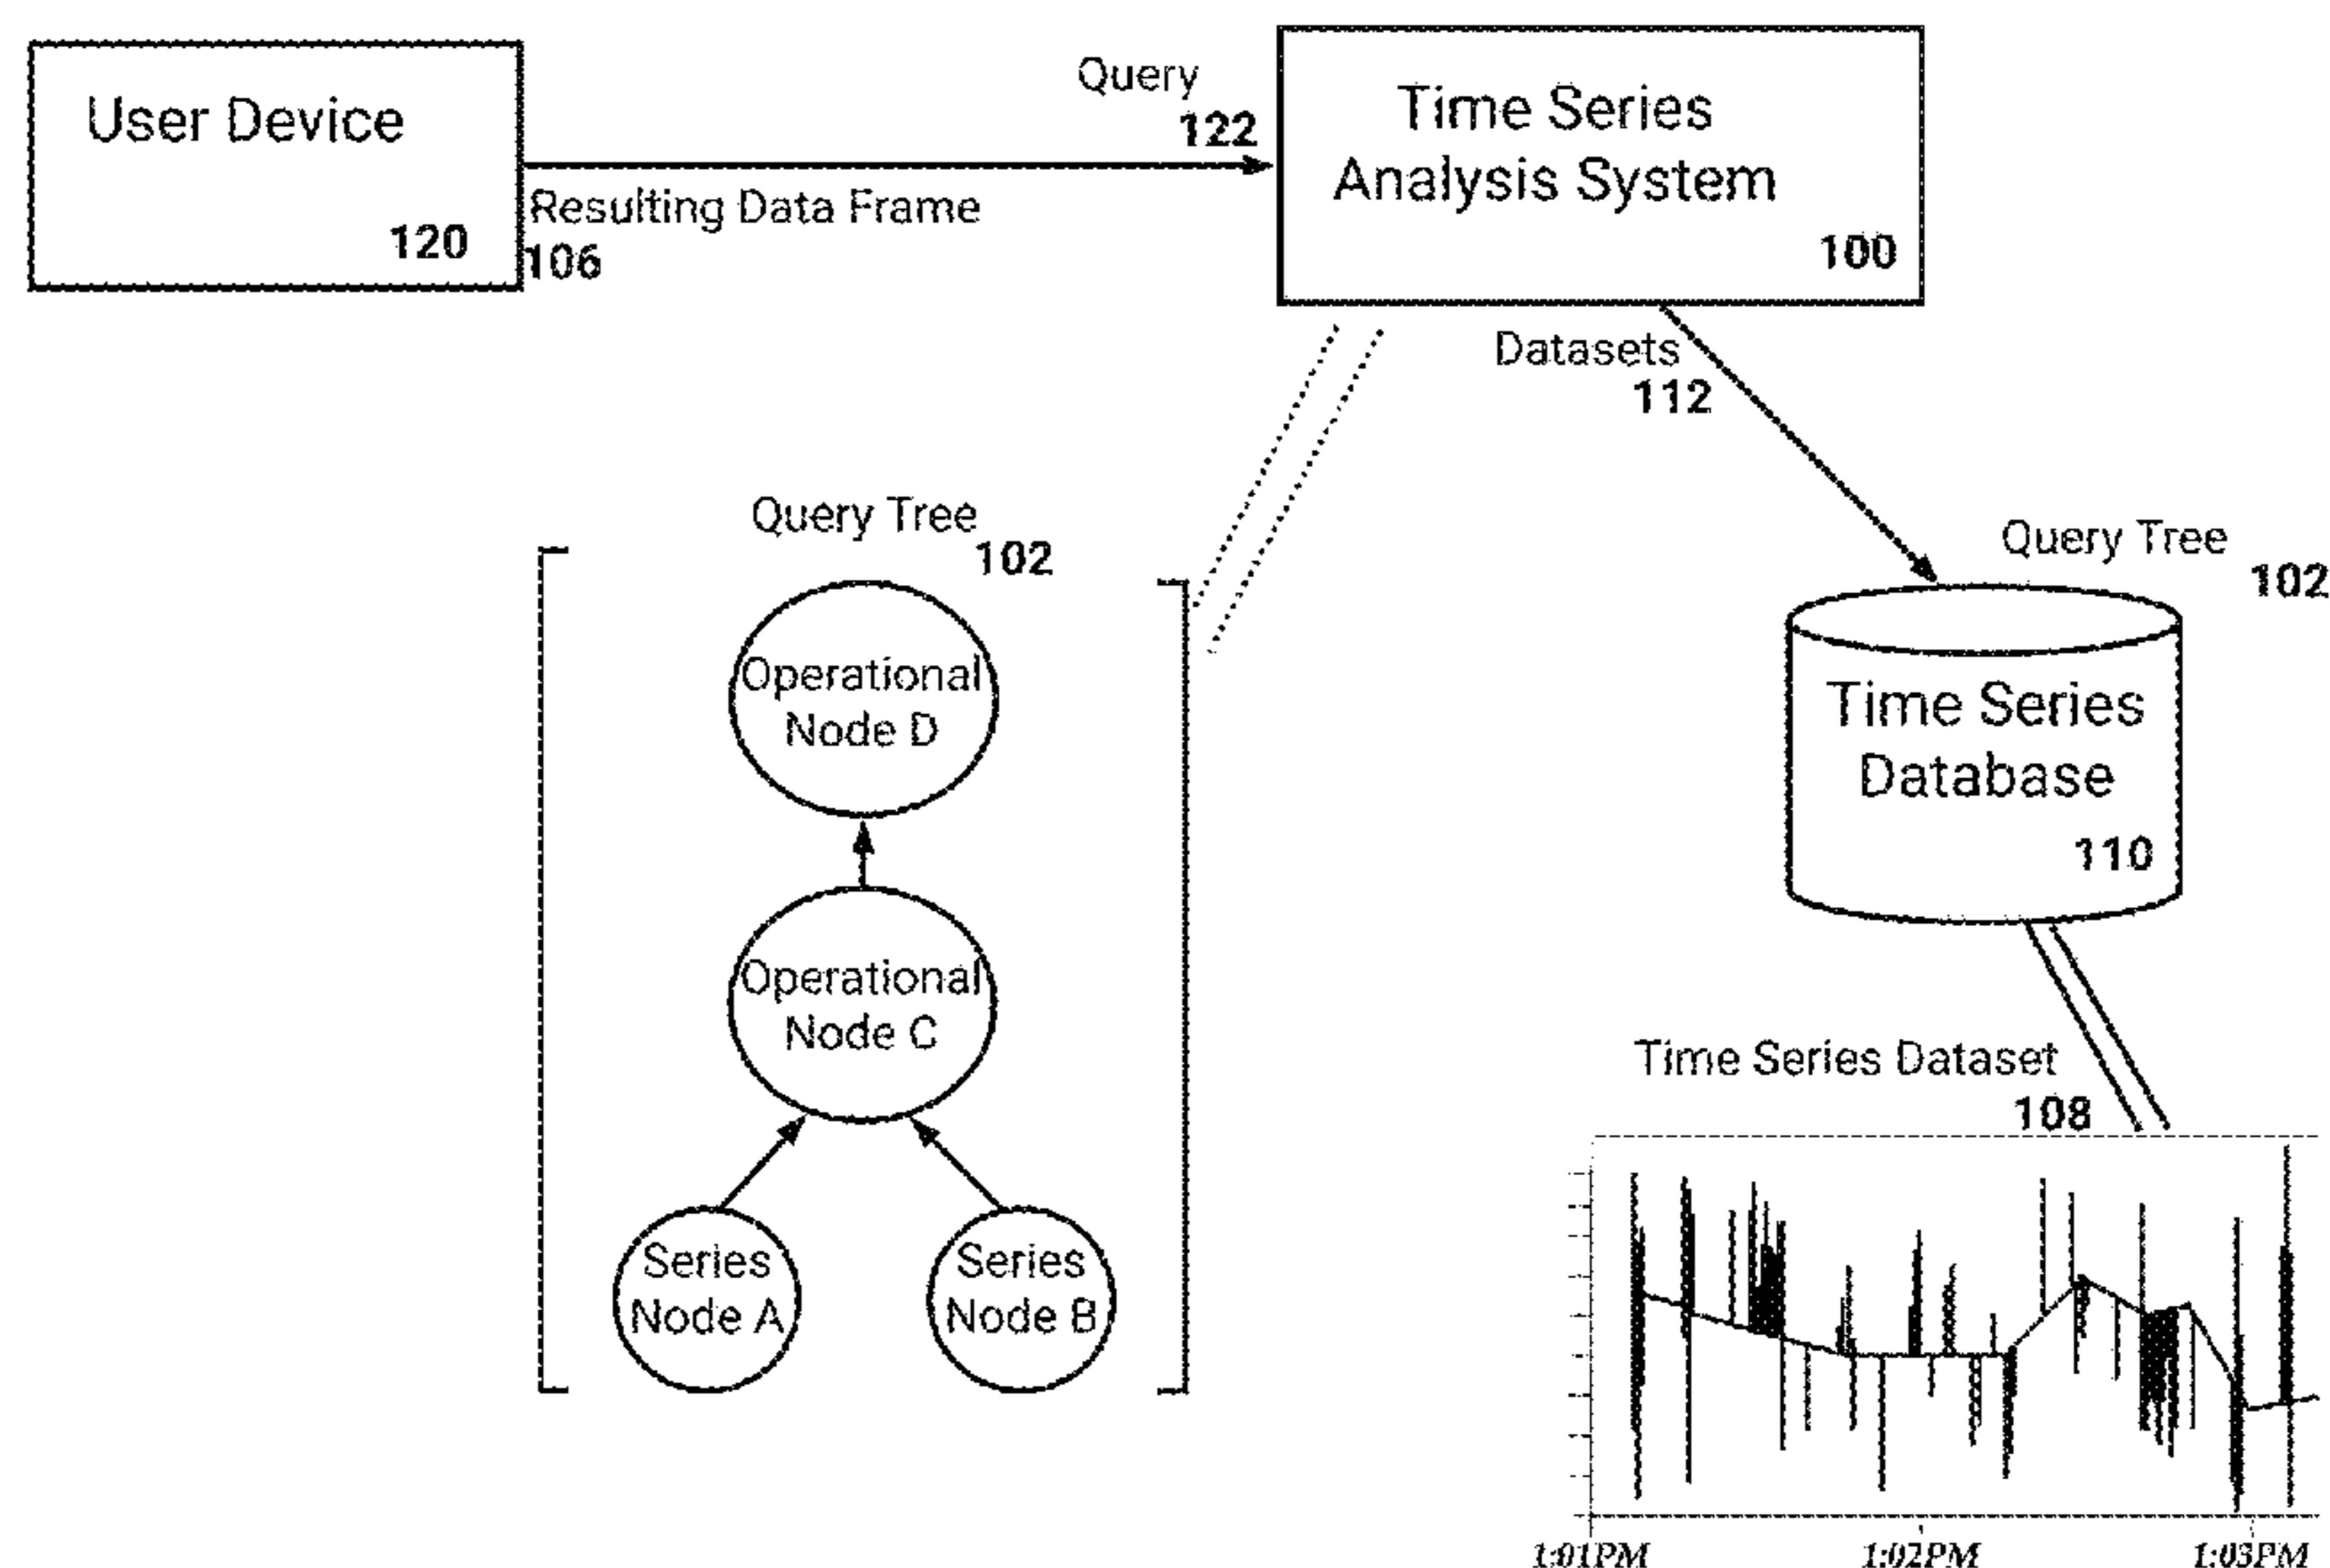 User Device
120
Query
122
Resulting Data Frame
106
Time Series
Analysis System
100
Datasets
112
Query Tree
102
Operational
Node D
Operational
Node C
Series
Node A
Series
Node B
Query Tree
102
Time Series
Database
110
Time Series Dataset
108
1:01PM 1:02PM 1:03PM